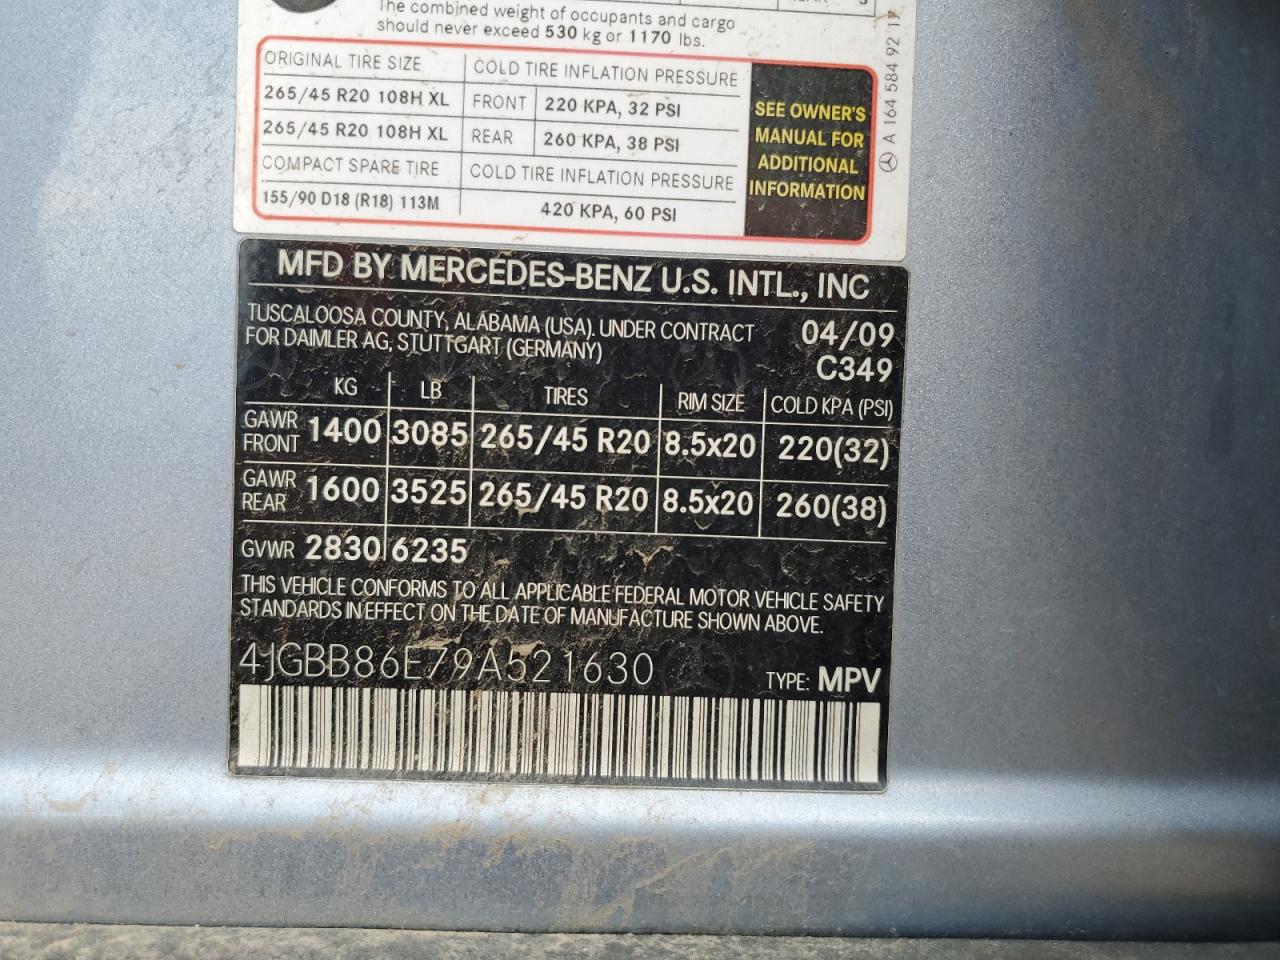 The combined weight of occupants and cargo
should never exceed 530 kg or 1170 lbs.
ORIGINAL TIRE SIZE COLD TIRE INFLATION PRESSURE
265/45 R20 108H XL FRONT 220 KPA, 32 PSI
265/45 R20 108H XL REAR 260 KPA, 38 PSI
COMPACT SPARE TIRE COLD TIRE INFLATION PRESSURE
155/90 D18 (R18) 113M 420 KPA, 60 PSI
SEE OWNER'S
MANUAL FOR
ADDITIONAL
INFORMATION
A 164 584 92 17
MFD BY MERCEDES-BENZ U.S. INTL., INC
TUSCALOOSA COUNTY, ALABAMA (USA), UNDER CONTRACT 04/09
FOR DAIMLER AG, STUTTGART (GERMANY) C349
KG LB TIRES RIM SIZE COLD KPA (PSI)
GAWR FRONT 1400 3085 265/45 R20 8.5x20 220(32)
GAWR REAR 1600 3525 265/45 R20 8.5x20 260(38)
GVWR 2830 6235
THIS VEHICLE CONFORMS TO ALL APPLICABLE FEDERAL MOTOR VEHICLE SAFETY
STANDARDS IN EFFECT ON THE DATE OF MANUFACTURE SHOWN ABOVE.
4JGBB86E79A521630 TYPE: MPV